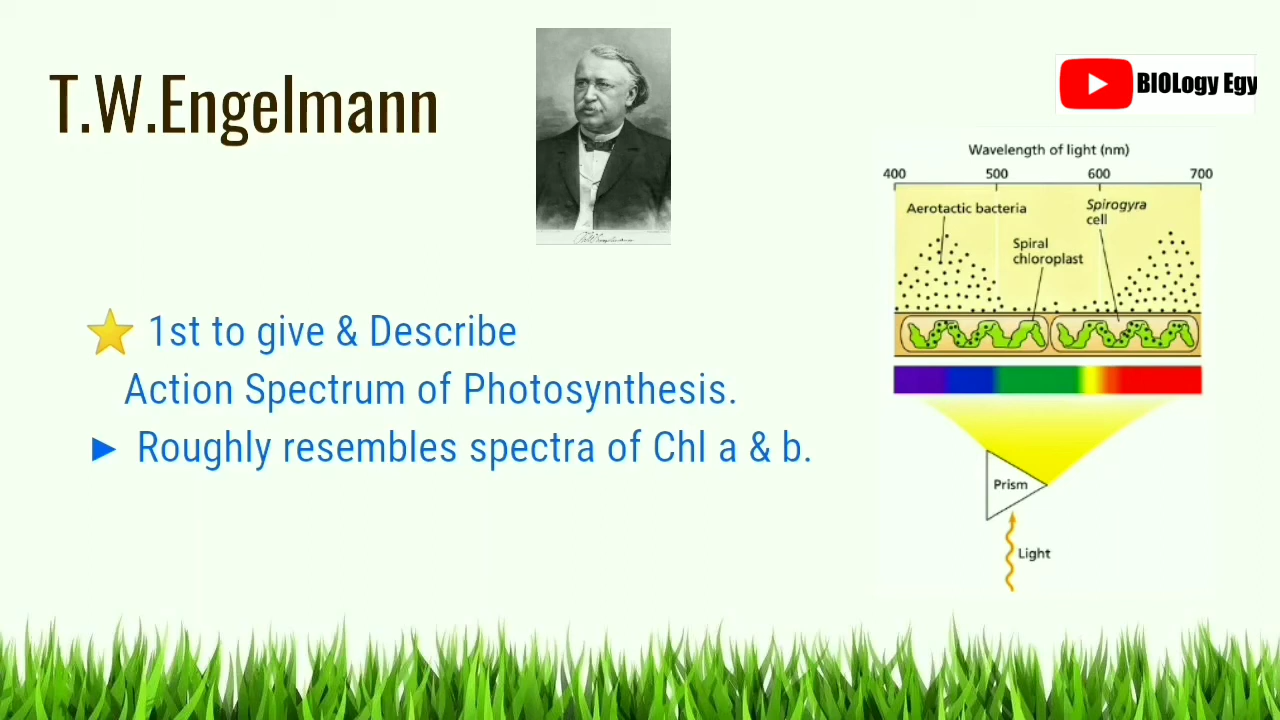 T.W.Engelmann
BIOLogy Egy
⭐ 1st to give & Describe
Action Spectrum of Photosynthesis.
► Roughly resembles spectra of Chl a & b.
Wavelength of light (nm)
400 500 600 700
Aerotactic bacteria
Spirogyra
cell
Spiral
chloroplast
Prism
Light